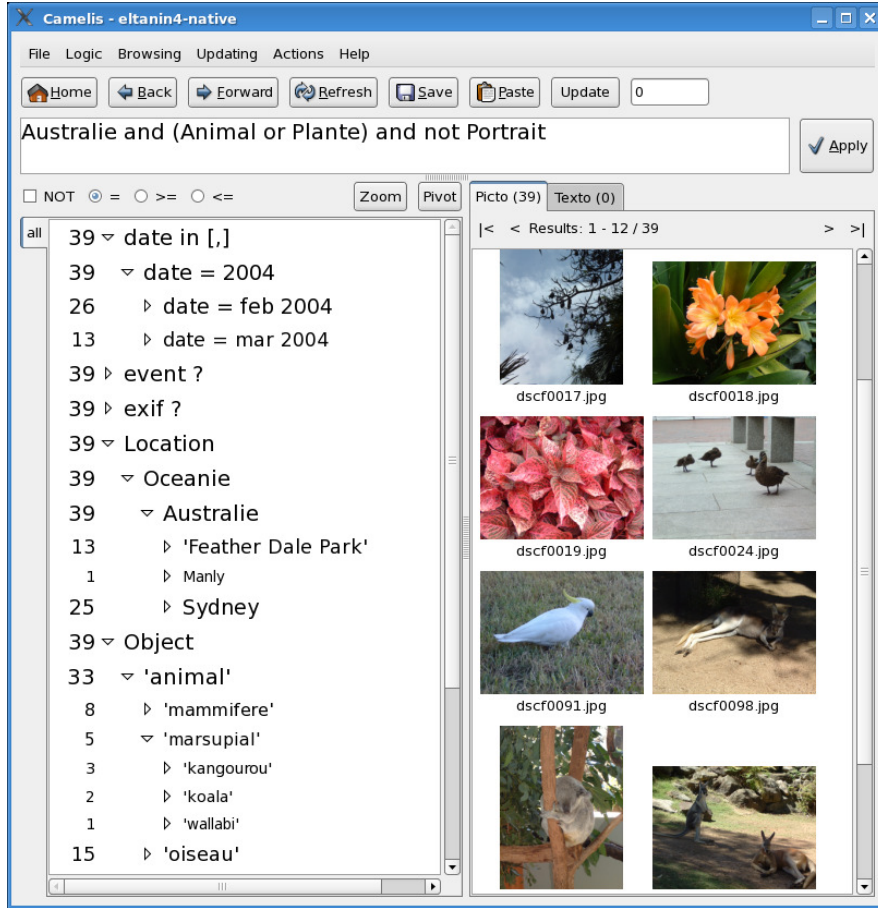 Camelis - eltanin4-native
File Logic Browsing Updating Actions Help
Home Back Forward Refresh Save Paste Update 0
Australie and (Animal or Plante) and not Portrait
Apply
NOT = >= <= Zoom Pivot
Picto (39) Texto (0)
all
|< < Results: 1 - 12 / 39 > >|
39 date in [,]
39 date = 2004
26 date = feb 2004
13 date = mar 2004
39 event ?
39 exif ?
39 Location
39 Oceanie
39 Australie
13 'Feather Dale Park'
1 Manly
25 Sydney
39 Object
33 'animal'
8 'mammifere'
5 'marsupial'
3 'kangourou'
2 'koala'
1 'wallabi'
15 'oiseau'
dscf0017.jpg dscf0018.jpg
dscf0019.jpg dscf0024.jpg
dscf0091.jpg dscf0098.jpg